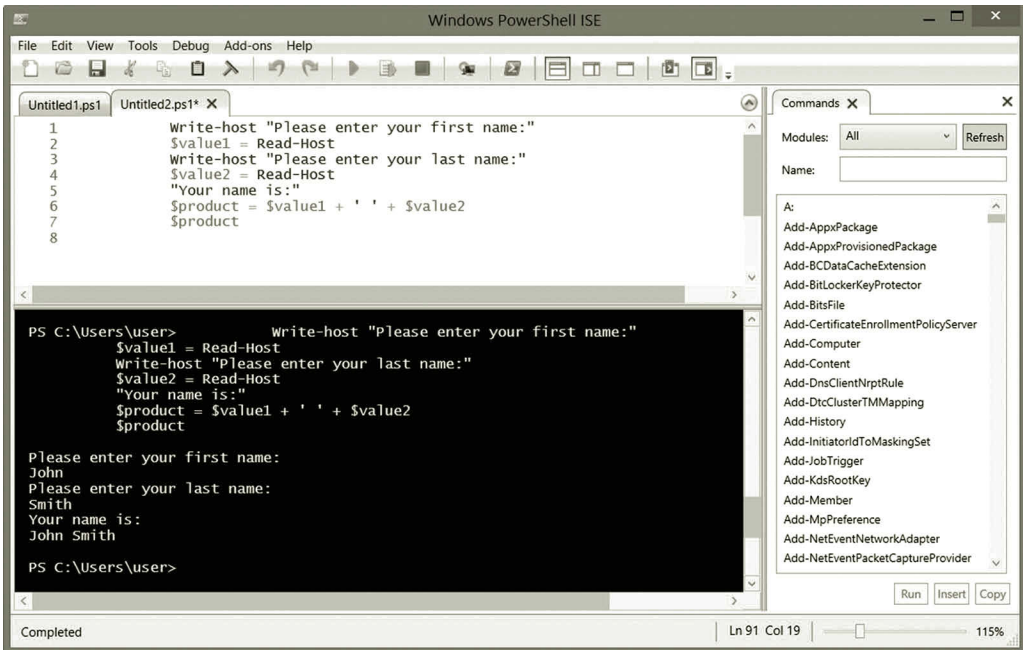 Windows PowerShell ISE
File Edit View Tools Debug Add-ons Help
Untitled1.ps1 Untitled2.ps1* X
1 Write-host "Please enter your first name:"
2 $value1 = Read-Host
3 Write-host "Please enter your last name:"
4 $value2 = Read-Host
5 "Your name is:"
6 $product = $value1 + ' ' + $value2
7 $product
8
PS C:\Users\user> Write-host "Please enter your first name:"
$value1 = Read-Host
Write-host "Please enter your last name:"
$value2 = Read-Host
"Your name is:"
$product = $value1 + ' ' + $value2
$product
Please enter your first name:
John
Please enter your last name:
Smith
Your name is:
John Smith
PS C:\Users\user>
Commands X
Modules: All Refresh
Name:
A:
Add-AppxPackage
Add-AppxProvisionedPackage
Add-BCDataCacheExtension
Add-BitLockerKeyProtector
Add-BitsFile
Add-CertificateEnrollmentPolicyServer
Add-Computer
Add-Content
Add-DnsClientNrptRule
Add-DtcClusterTMMapping
Add-History
Add-InitiatorIdToMaskingSet
Add-JobTrigger
Add-KdsRootKey
Add-Member
Add-MpPreference
Add-NetEventNetworkAdapter
Add-NetEventPacketCaptureProvider
Run Insert Copy
Completed Ln 91 Col 19 115%